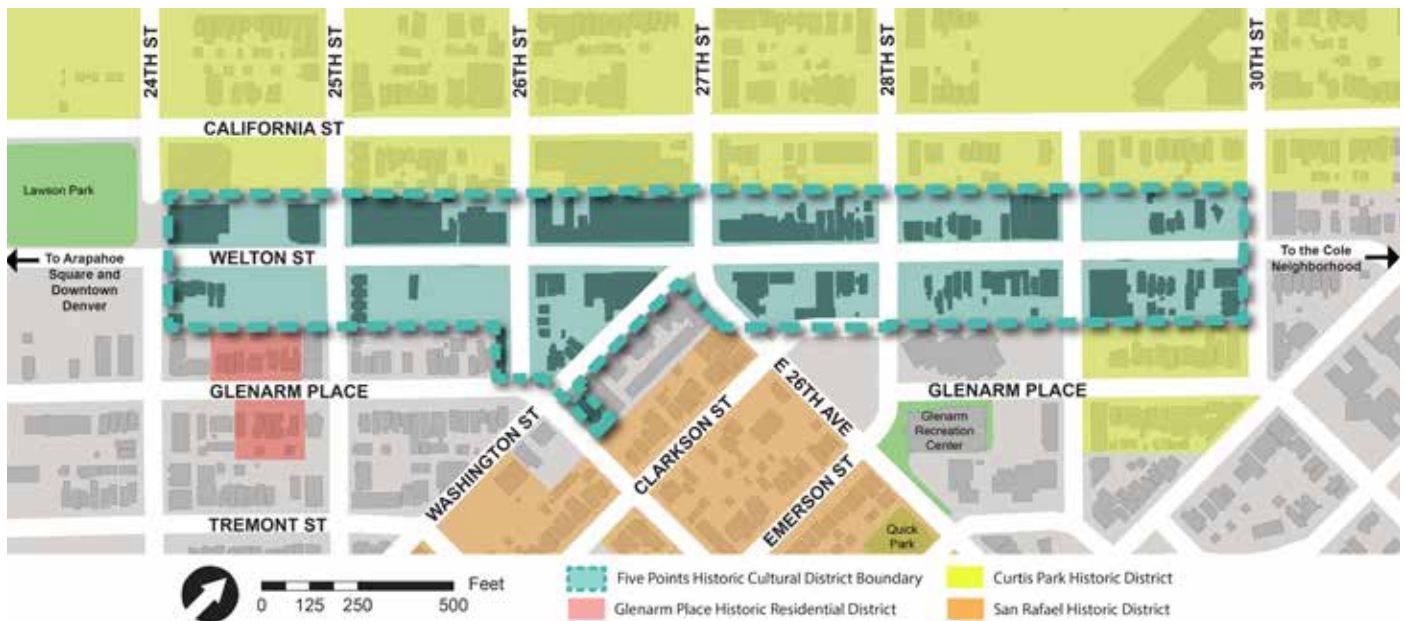 24TH ST
25TH ST
26TH ST
27TH ST
28TH ST
30TH ST
CALIFORNIA ST
Lawson Park
WELTON ST
To Arapahoe
Square and
Downtown
Denver
To the Cole
Neighborhood
GLENARM PLACE
GLENARM PLACE
E 26TH AVE
WASHINGTON ST
CLARKSON ST
EMERSON ST
Glenarm
Recreation
Center
TREMONT ST
Quick
Park
Feet
0 125 250 500
Five Points Historic Cultural District Boundary
Glenarm Place Historic Residential District
Curtis Park Historic District
San Rafael Historic District